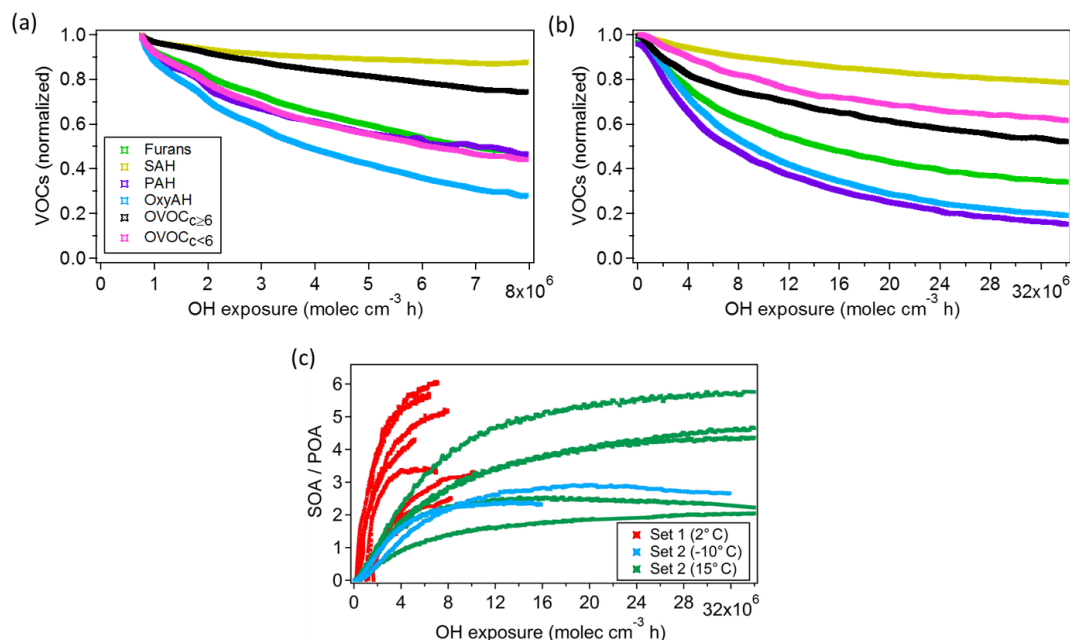 (a)
1.0
0.8
0.6
0.4
0.2
0.0
VOCs (normalized)
Furans
SAH
PAH
OxyAH
OVOCc≥6
OVOCc<6
0 1 2 3 4 5 6 7 8x10⁶
OH exposure (molec cm⁻³ h)
(b)
1.0
0.8
0.6
0.4
0.2
0.0
VOCs (normalized)
0 4 8 12 16 20 24 28 32x10⁶
OH exposure (molec cm⁻³ h)
(c)
6
5
4
3
2
1
0
SOA / POA
Set 1 (2°C)
Set 2 (-10°C)
Set 2 (15°C)
0 4 8 12 16 20 24 28 32x10⁶
OH exposure (molec cm⁻³ h)